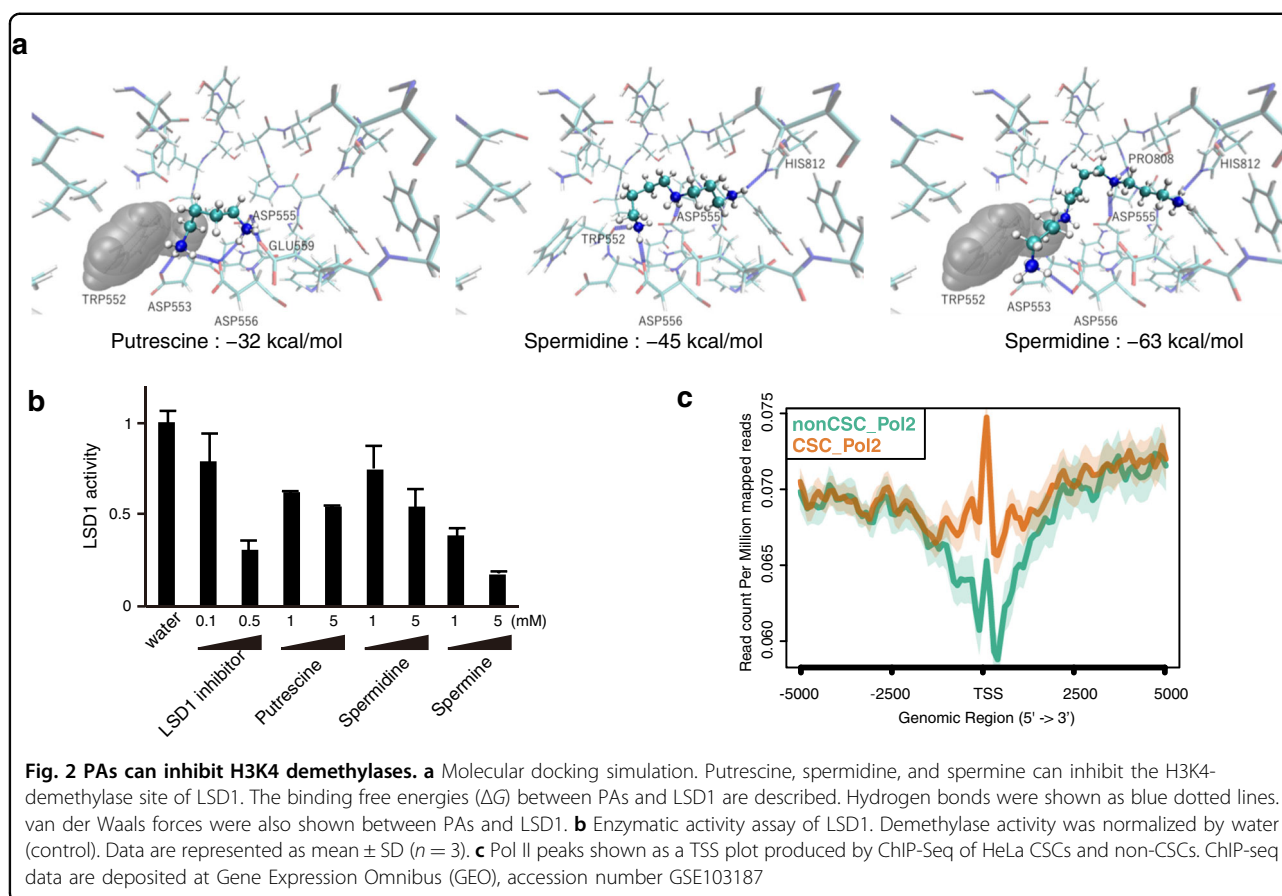 a
TRP552
ASP553
ASP556
ASP555
GLU559
Putrescine : −32 kcal/mol
HIS812
ASP555
TRP552
ASP556
Spermidine : −45 kcal/mol
PRO808
HIS812
ASP555
TRP552
ASP553
ASP556
Spermidine : −63 kcal/mol
b
LSD1 activity
1
0.5
0
water
0.1 0.5 1 5 1 5 1 5 (mM)
LSD1 inhibitor
Putrescine
Spermidine
Spermine
c
nonCSC_Pol2
CSC_Pol2
Read count Per Million mapped reads
0.075
0.070
0.065
0.060
-5000 -2500 TSS 2500 5000
Genomic Region (5' -> 3')
Fig. 2 PAs can inhibit H3K4 demethylases. a Molecular docking simulation. Putrescine, spermidine, and spermine can inhibit the H3K4-
demethylase site of LSD1. The binding free energies (ΔG) between PAs and LSD1 are described. Hydrogen bonds were shown as blue dotted lines.
van der Waals forces were also shown between PAs and LSD1. b Enzymatic activity assay of LSD1. Demethylase activity was normalized by water
(control). Data are represented as mean ± SD (n = 3). c Pol II peaks shown as a TSS plot produced by ChIP-Seq of HeLa CSCs and non-CSCs. ChIP-seq
data are deposited at Gene Expression Omnibus (GEO), accession number GSE103187